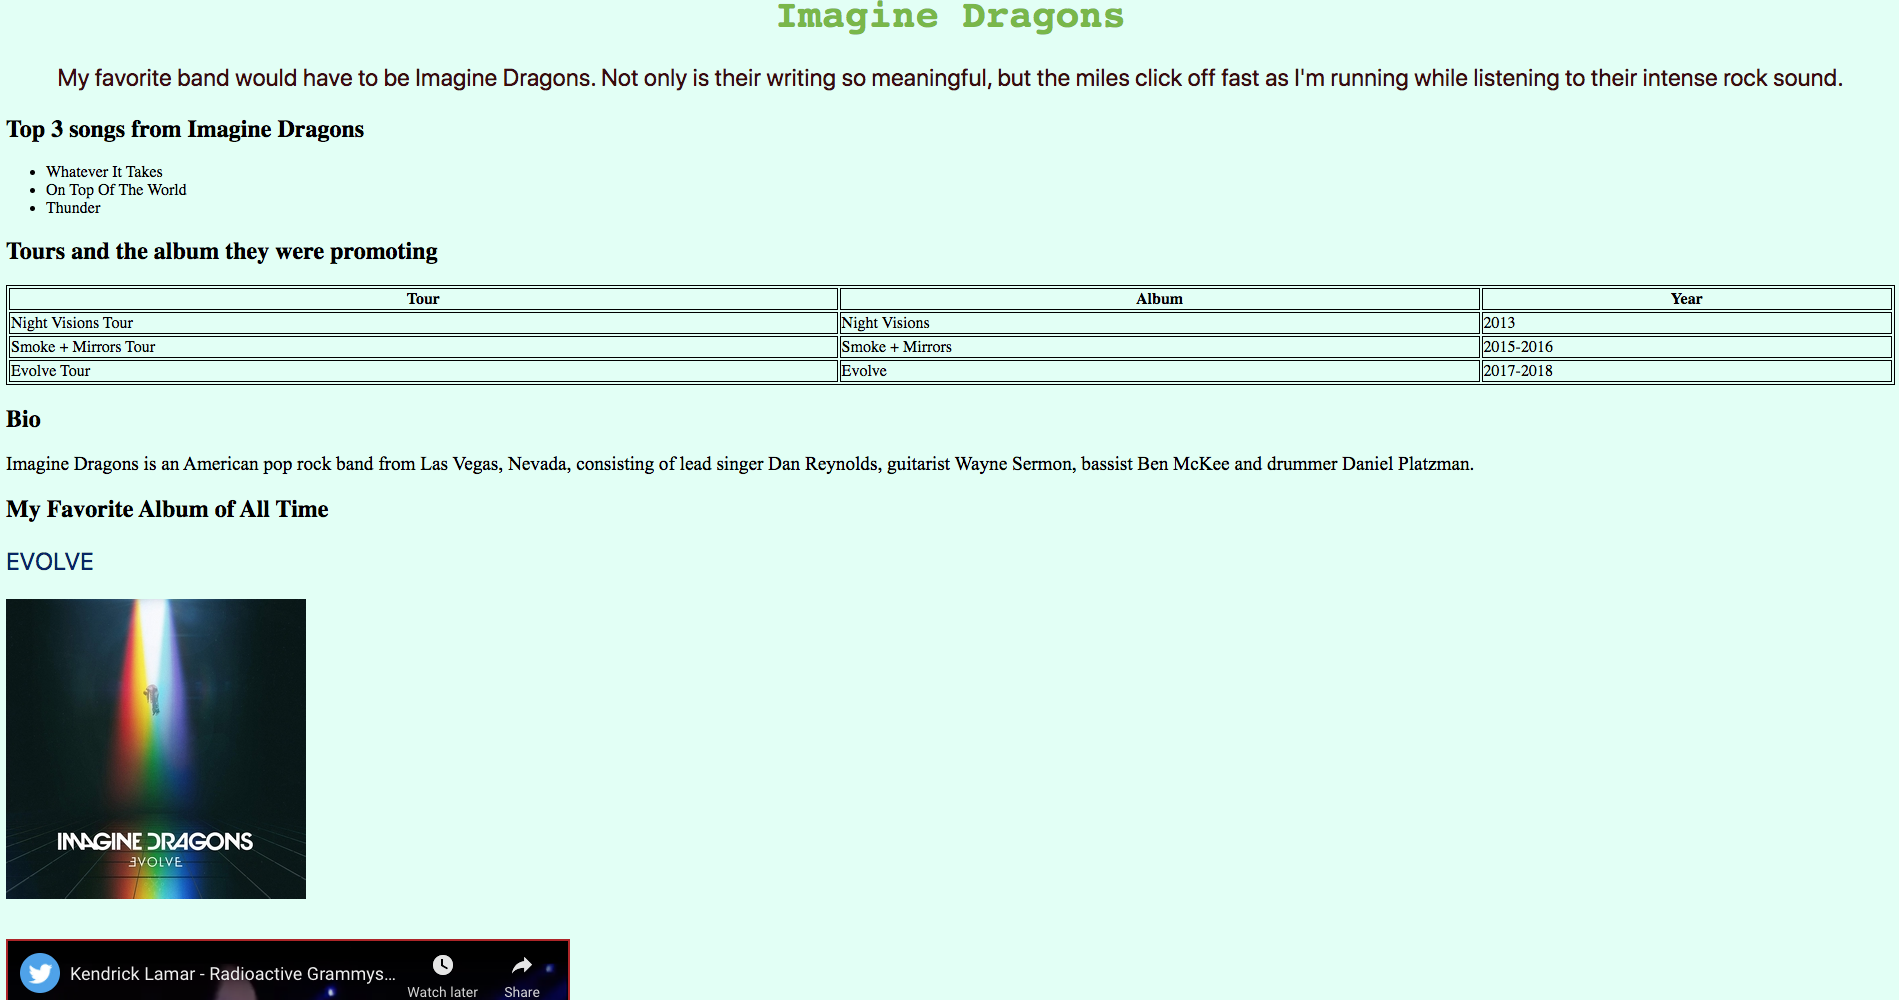 Imagine Dragons
My favorite band would have to be Imagine Dragons. Not only is their writing so meaningful, but the miles click off fast as I'm running while listening to their intense rock sound.
Top 3 songs from Imagine Dragons
• Whatever It Takes
• On Top Of The World
• Thunder
Tours and the album they were promoting
Tour Album Year
Night Visions Tour Night Visions 2013
Smoke + Mirrors Tour Smoke + Mirrors 2015-2016
Evolve Tour Evolve 2017-2018
Bio
Imagine Dragons is an American pop rock band from Las Vegas, Nevada, consisting of lead singer Dan Reynolds, guitarist Wayne Sermon, bassist Ben McKee and drummer Daniel Platzman.
My Favorite Album of All Time
EVOLVE
IMAGINE DRAGONS
EVOLVE
Kendrick Lamar - Radioactive Grammys...
Watch later Share